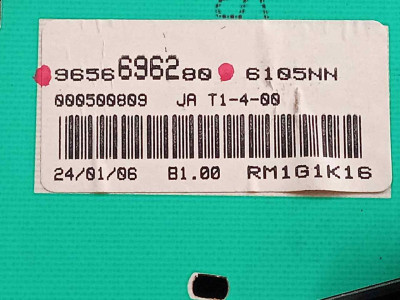 9656696280 6105NN
000500809 JA T1-4-00
24/01/06 B1.00 RM1G1K16